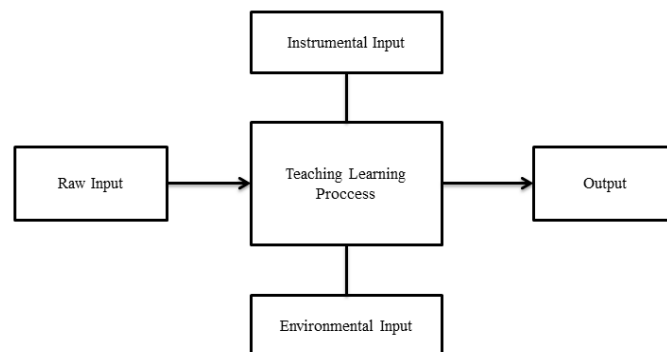 Instrumental Input
Raw Input
Teaching Learning
Proccess
Output
Environmental Input